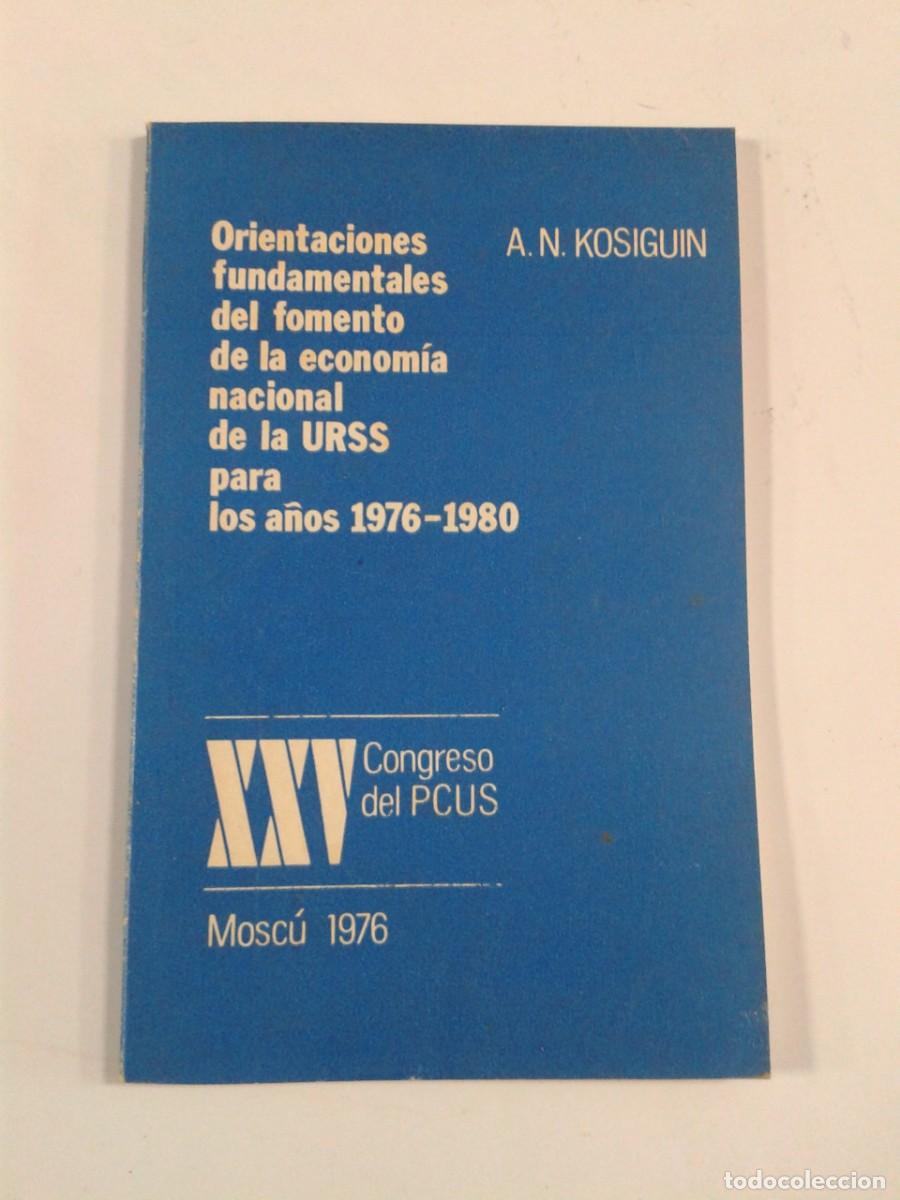 Orientaciones
fundamentales
del fomento
de la economía
nacional
de la URSS
para
los años 1976-1980
A. N. KOSIGUIN
XXV
Congreso
del PCUS
Moscú 1976
todocoleccion